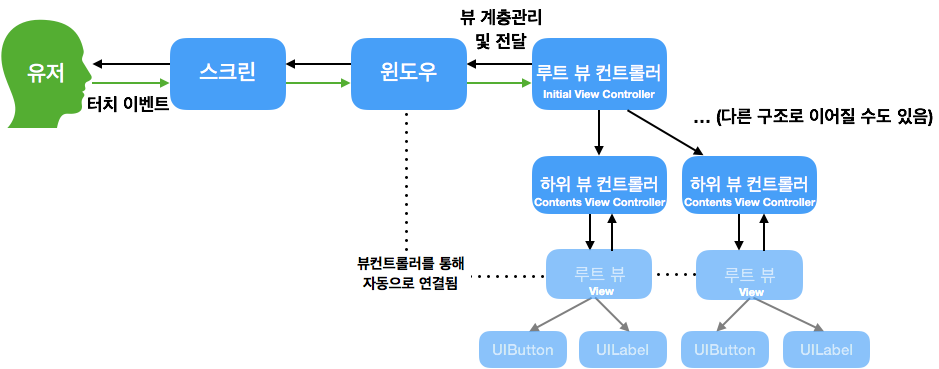 뷰 계층관리
및 전달
유저
스크린
윈도우
루트 뷰 컨트롤러
Initial View Controller
터치 이벤트
... (다른 구조로 이어질 수도 있음)
하위 뷰 컨트롤러
Contents View Controller
하위 뷰 컨트롤러
Contents View Controller
뷰컨트롤러를 통해
자동으로 연결됨
루트 뷰
View
루트 뷰
View
UIButton
UILabel
UIButton
UILabel